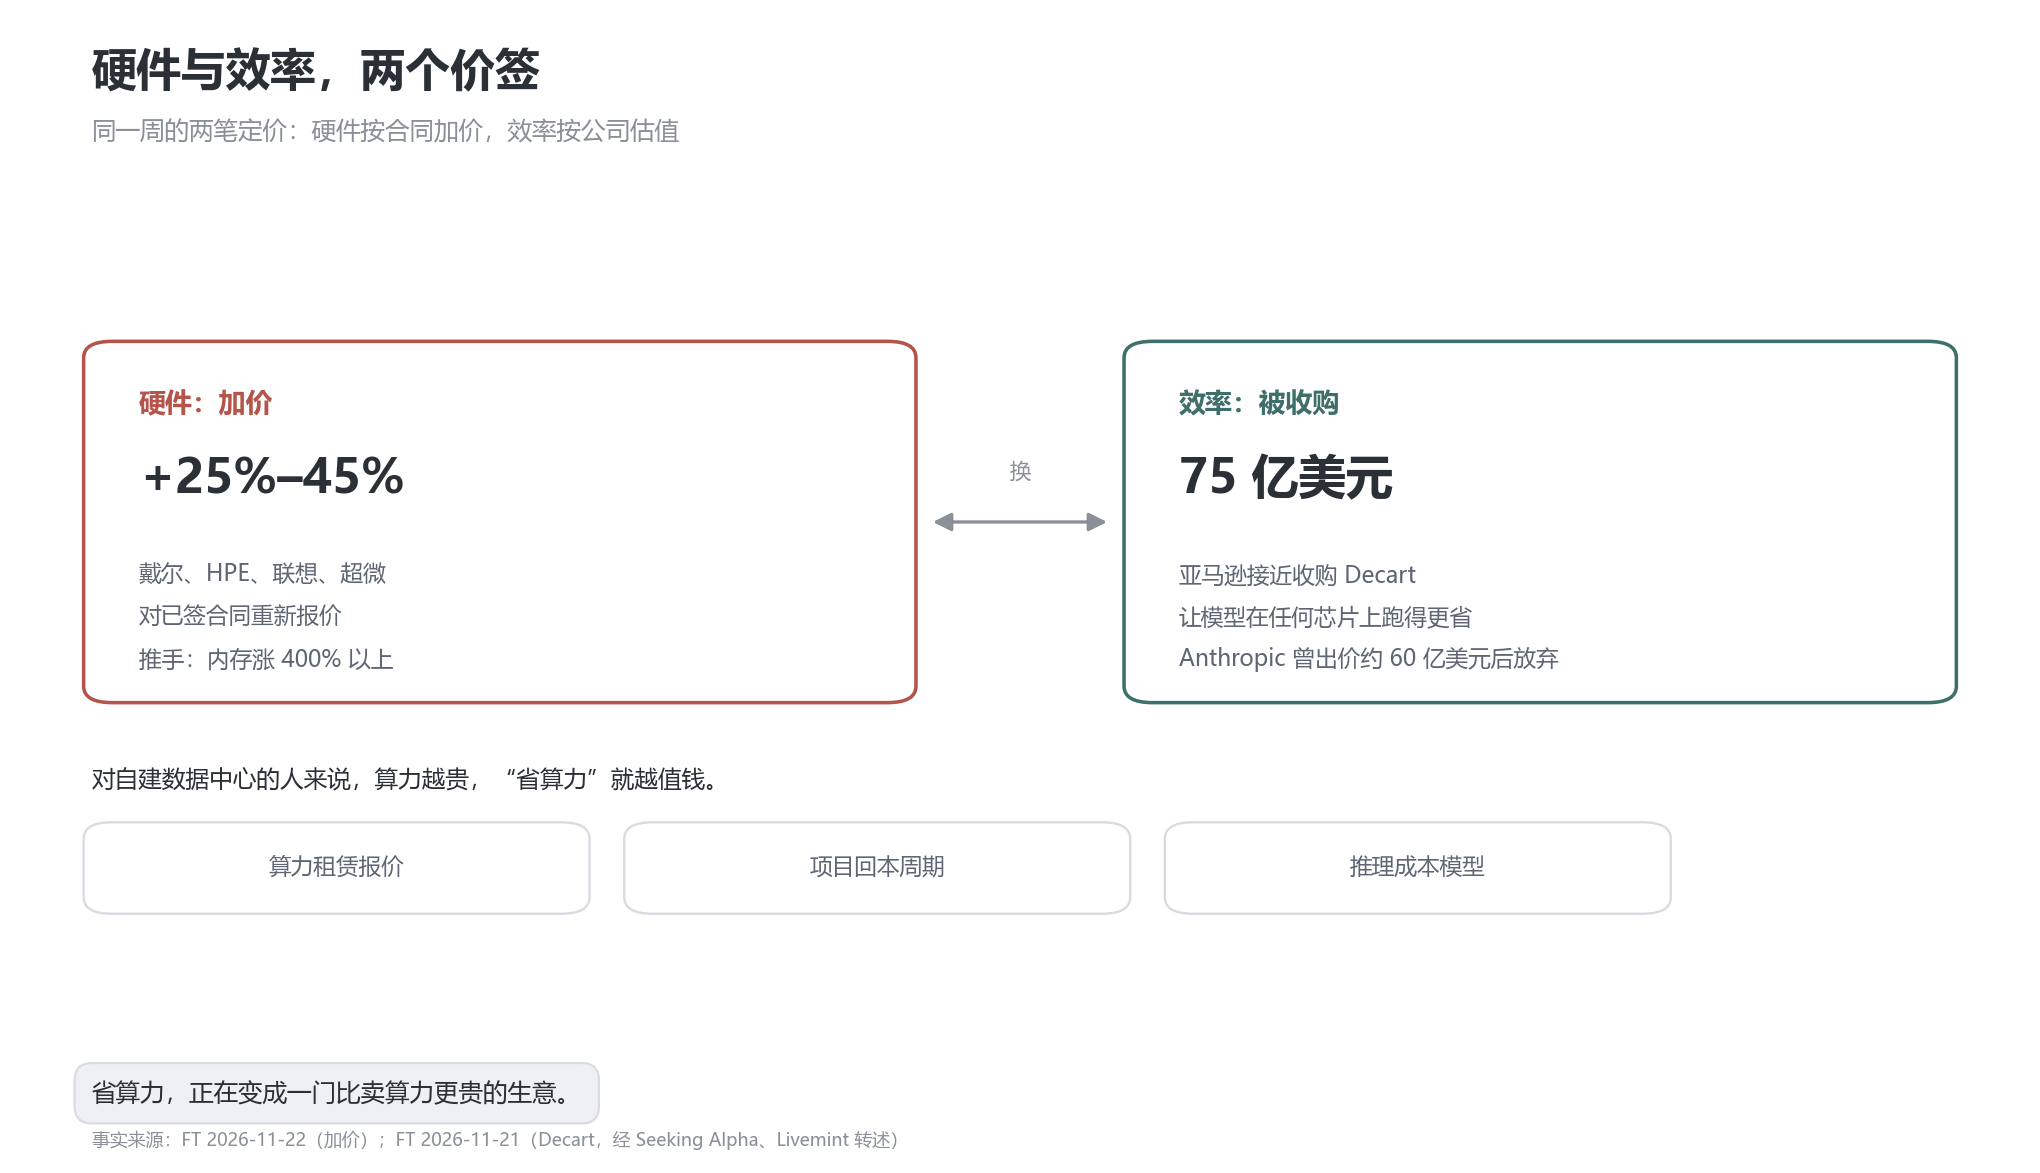 硬件与效率，两个价签
同一周的两笔定价：硬件按合同加价，效率按公司估值
硬件：加价
+25%–45%
戴尔、HPE、联想、超微
对已签合同重新报价
推手：内存涨 400% 以上
换
效率：被收购
75 亿美元
亚马逊接近收购 Decart
让模型在任何芯片上跑得更省
Anthropic 曾出价约 60 亿美元后放弃
对自建数据中心的人来说，算力越贵，“省算力”就越值钱。
算力租赁报价
项目回本周期
推理成本模型
省算力，正在变成一门比卖算力更贵的生意。
事实来源：FT 2026-11-22（加价）；FT 2026-11-21（Decart，经 Seeking Alpha、Livemint 转述）